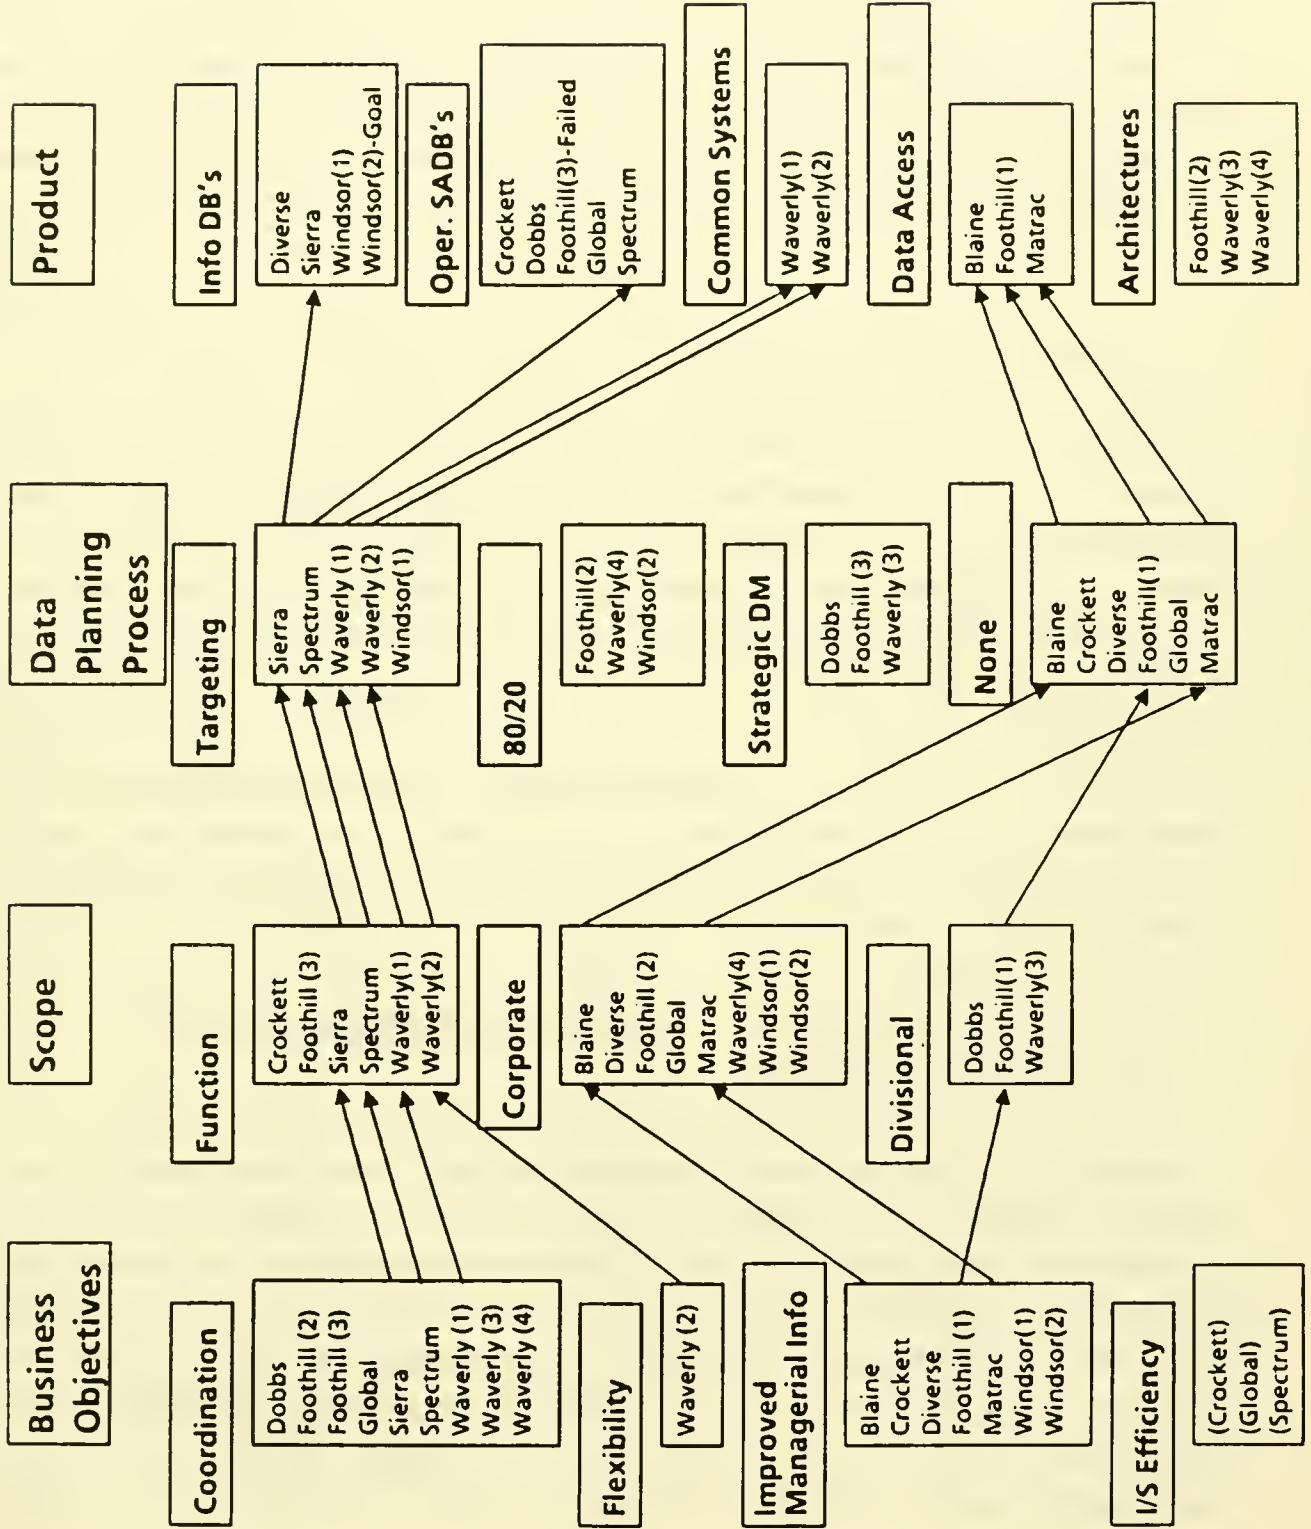 Business
Objectives
Coordination
Dobbs
Foothill (2)
Foothill (3)
Global
Sierra
Spectrum
Waverly (1)
Waverly (3)
Waverly (4)
Flexibility
Waverly (2)
Improved
Managerial Info
Blaine
Crockett
Diverse
Foothill (1)
Matrac
Windsor(1)
Windsor(2)
I/S Efficiency
(Crockett)
(Global)
(Spectrum)
Scope
Function
Crockett
Foothill (3)
Sierra
Spectrum
Waverly(1)
Waverly(2)
Corporate
Blaine
Diverse
Foothill (2)
Global
Matrac
Waverly(4)
Windsor(1)
Windsor(2)
Divisional
Dobbs
Foothill(1)
Waverly(3)
Data
Planning
Process
Targeting
Sierra
Spectrum
Waverly (1)
Waverly (2)
Windsor(1)
80/20
Foothill(2)
Waverly(4)
Windsor(2)
Strategic DM
Dobbs
Foothill (3)
Waverly (3)
None
Blaine
Crockett
Diverse
Foothill(1)
Global
Matrac
Product
Info DB's
Diverse
Sierra
Windsor(1)
Windsor(2)-Goal
Oper. SADB's
Crockett
Dobbs
Foothill(3)-Failed
Global
Spectrum
Common Systems
Waverly(1)
Waverly(2)
Data Access
Blaine
Foothill(1)
Matrac
Architectures
Foothill(2)
Waverly(3)
Waverly(4)